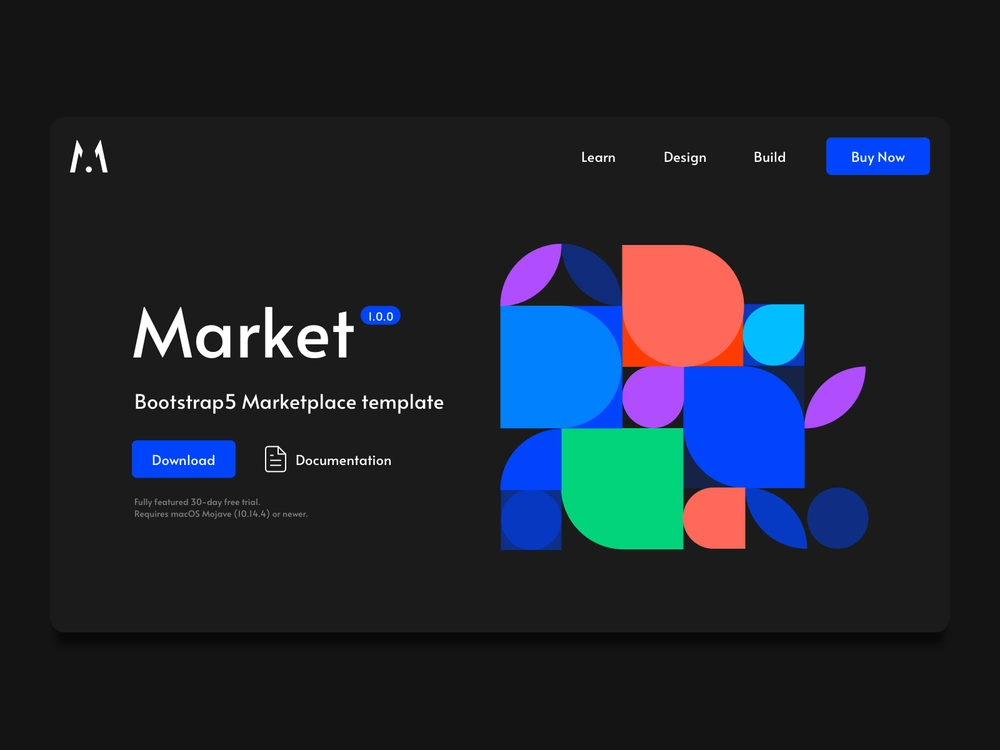 Learn Design Build Buy Now
Market 1.0.0
Bootstrap5 Marketplace template
Download Documentation
Fully featured 30-day free trial.
Requires macOS Mojave (10.14.4) or newer.